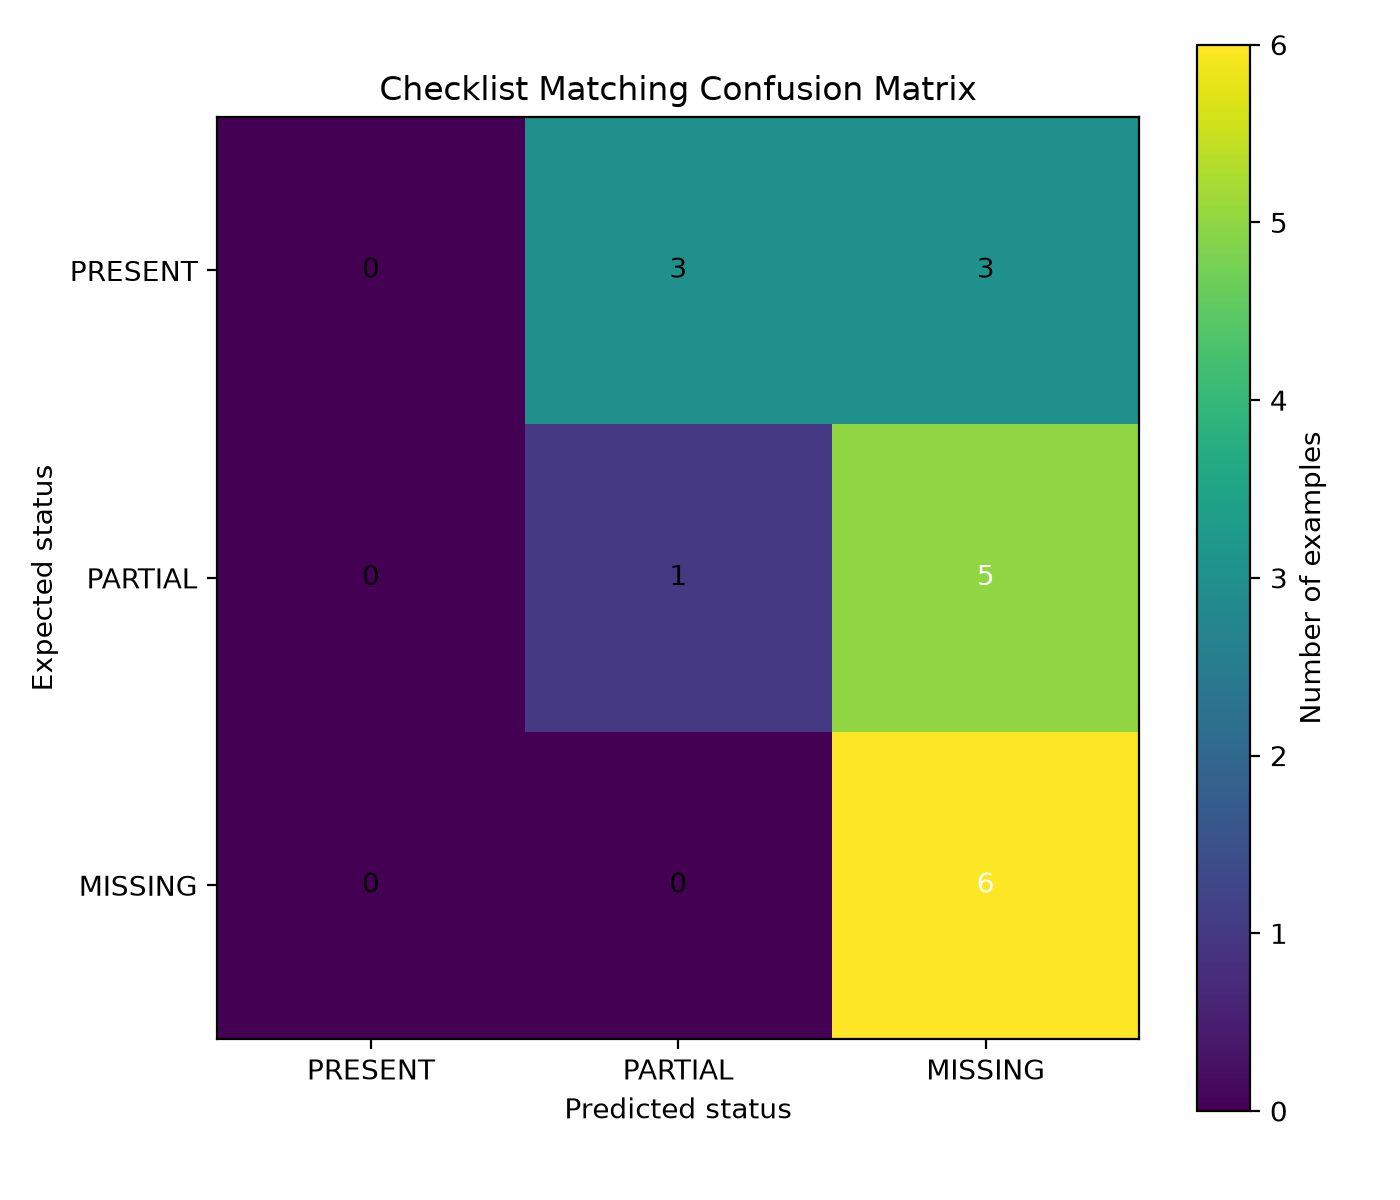 Checklist Matching Confusion Matrix
PRESENT
PARTIAL
MISSING
Expected status
0 3 3
0 1 5
0 0 6
PRESENT PARTIAL MISSING
Predicted status
6
5
4
3
2
1
0
Number of examples